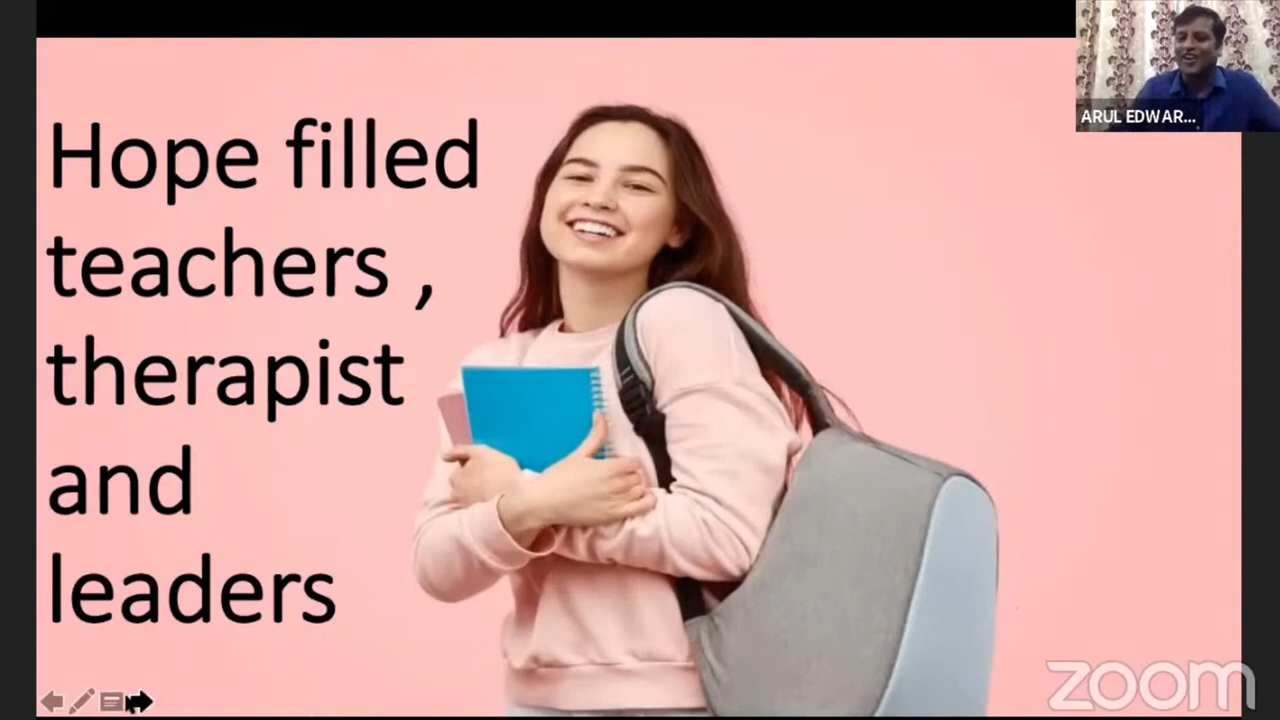 Hope filled
teachers ,
therapist
and
leaders
ARUL EDWAR...
zoom